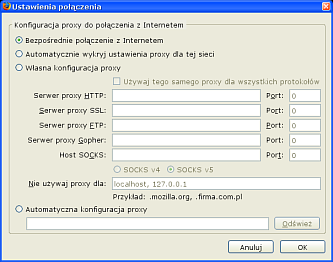 Ustawienia połączenia
Konfiguracja proxy do połączenia z Internetem
Bezpośrednie połączenie z Internetem
Automatycznie wykryj ustawienia proxy dla tej sieci
Własna konfiguracja proxy
Używaj tego samego proxy dla wszystkich protokołów
Serwer proxy HTTP: Port: 0
Serwer proxy SSL: Port: 0
Serwer proxy FTP: Port: 0
Serwer proxy Gopher: Port: 0
Host SOCKS: Port: 0
SOCKS v4 SOCKS v5
Nie używaj proxy dla: localhost, 127.0.0.1
Przykład: .mozilla.org, .firma.com.pl
Automatyczna konfiguracja proxy
Odśwież
Anuluj OK